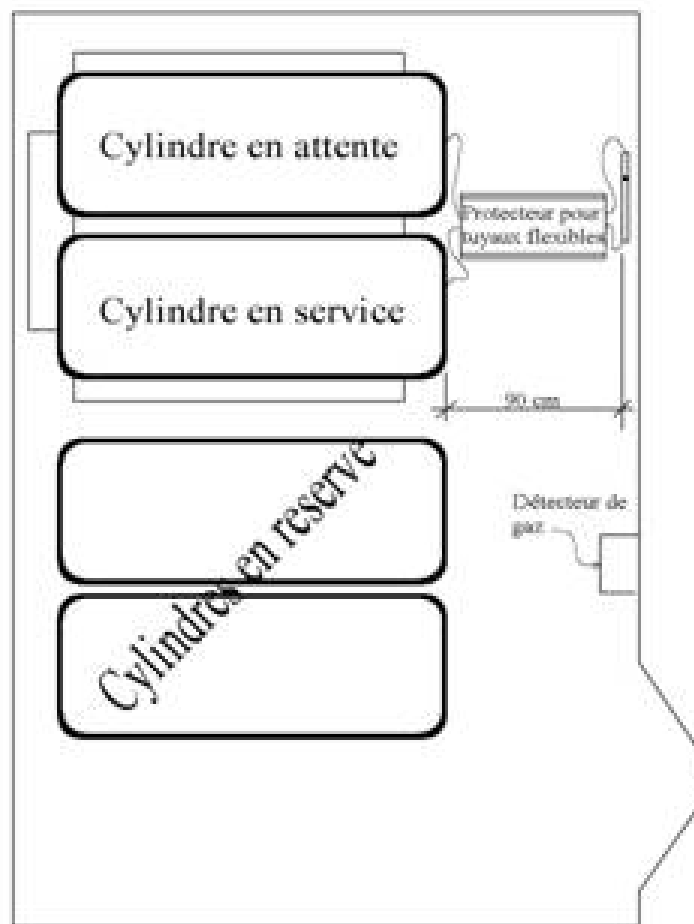 Cylindre en attente
Protecteur pour
tuyaux flexibles
Cylindre en service
90 cm
Cylindres en reserve
Détecteur de
gaz